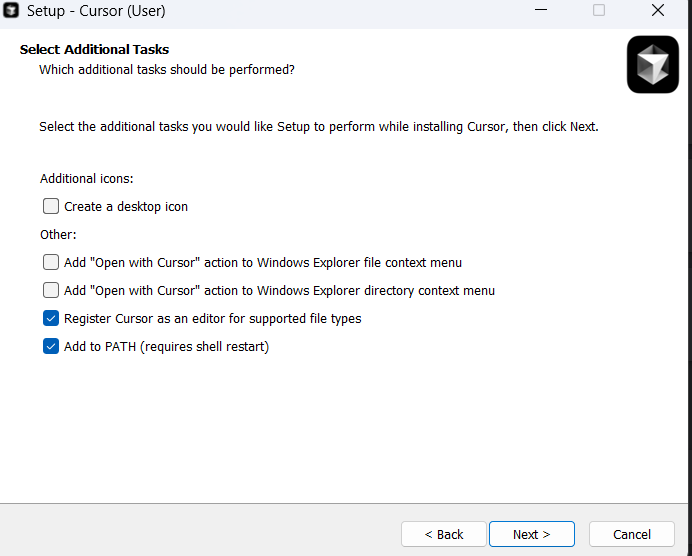 Setup - Cursor (User)
Select Additional Tasks
Which additional tasks should be performed?
Select the additional tasks you would like Setup to perform while installing Cursor, then click Next.
Additional icons:
Create a desktop icon
Other:
Add "Open with Cursor" action to Windows Explorer file context menu
Add "Open with Cursor" action to Windows Explorer directory context menu
Register Cursor as an editor for supported file types
Add to PATH (requires shell restart)
< Back Next > Cancel